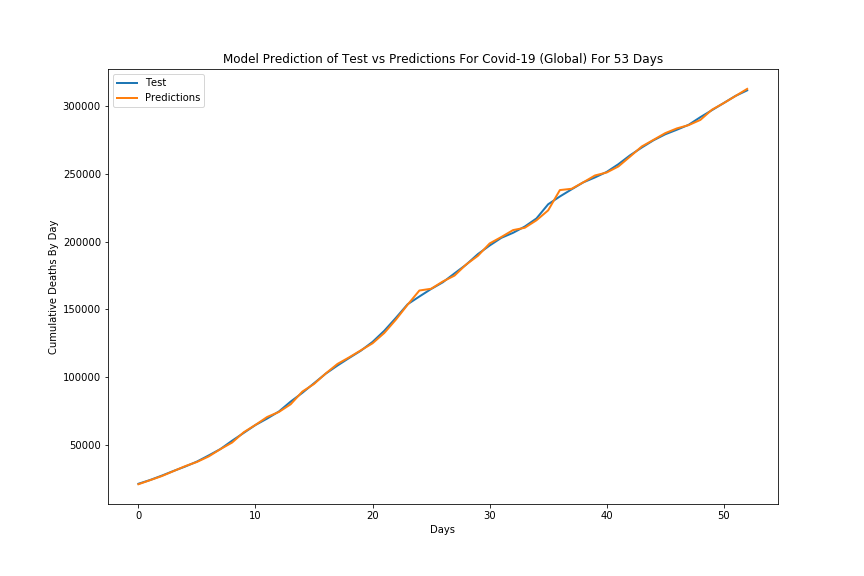 Model Prediction of Test vs Predictions For Covid-19 (Global) For 53 Days
Test
Predictions
300000
250000
200000
150000
100000
50000
Cumulative Deaths By Day
0 10 20 30 40 50
Days